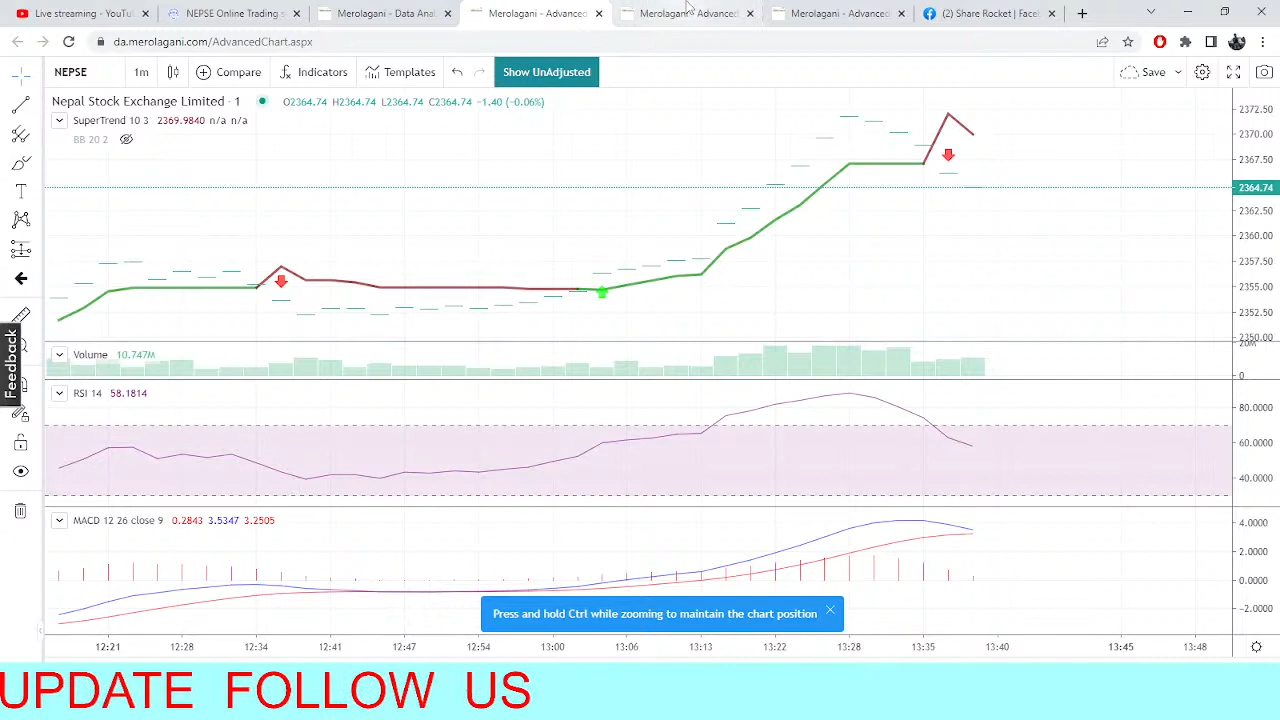 Live streaming - YouTu
NEPSE Online Trading s
Merolagani - Data Anal
Merolagani - Advanced
Merolagani - Advanced
Merolagani - Advanced
(2) Share Rocket | Face
da.merolagani.com/AdvancedChart.aspx
NEPSE
1m
Compare
Indicators
Templates
Show UnAdjusted
Save
Nepal Stock Exchange Limited · 1
O2364.74 H2364.74 L2364.74 C2364.74 −1.40 (−0.06%)
SuperTrend 10 3 2369.9840 n/a n/a
BB 20 2
2372.50
2370.00
2367.50
2364.74
2362.50
2360.00
2357.50
2355.00
2352.50
2350.00
Feedback
Volume 10.747M
20M
0
RSI 14 58.1814
80.0000
60.0000
40.0000
MACD 12 26 close 9 0.2843 3.5347 3.2505
4.0000
2.0000
0.0000
-2.0000
Press and hold Ctrl while zooming to maintain the chart position
12:21 12:28 12:34 12:41 12:47 12:54 13:00 13:06 13:13 13:22 13:28 13:35 13:40 13:45 13:48
UPDATE FOLLOW US